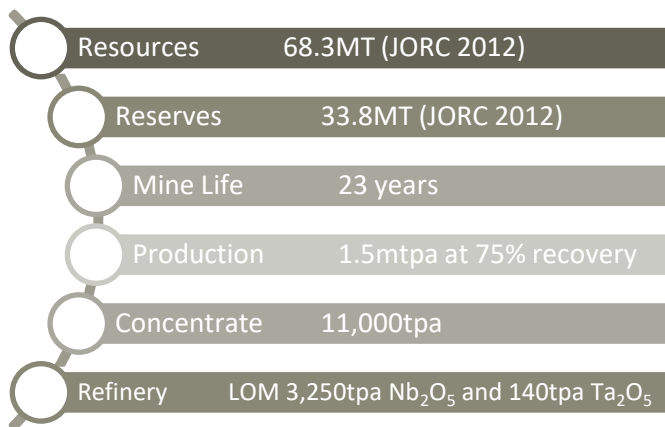 Resources 68.3MT (JORC 2012)
Reserves 33.8MT (JORC 2012)
Mine Life 23 years
Production 1.5mtpa at 75% recovery
Concentrate 11,000tpa
Refinery LOM 3,250tpa Nb₂O₅ and 140tpa Ta₂O₅